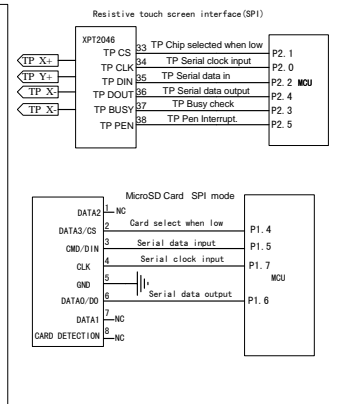 Resistive touch screen interface(SPI)
XPT2046
TP X+
TP Y+
TP X-
TP X-
TP CS 33 TP Chip selected when low P2.1
TP CLK 34 TP Serial clock input P2.0
TP DIN 35 TP Serial data in P2.2 MCU
TP DOUT 36 TP Serial data output P2.4
TP BUSY 37 TP Busy check P2.3
TP PEN 38 TP Pen Interrupt. P2.5
MicroSD Card SPI mode
DATA2 1 NC
DATA3/CS 2 Card select when low P1.4
CMD/DIN 3 Serial data input P1.5
CLK 4 Serial clock input P1.7
MCU
GND 5
DATA0/DO 6 Serial data output P1.6
DATA1 7 NC
CARD DETECTION 8 NC